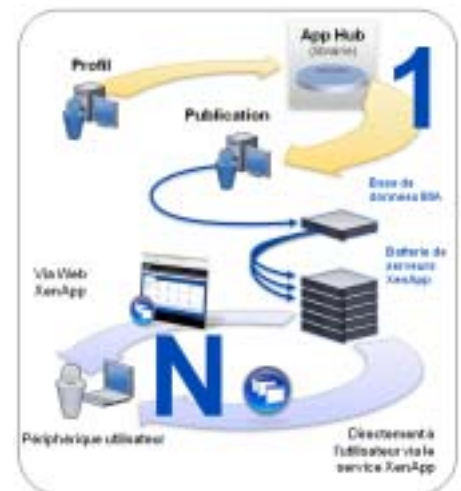 App Hub
(librairie)
Profil
1
Publication
Base de
données IMA
Batterie de
serveurs
XenApp
Via Web
XenApp
N
Périphérique utilisateur
Directement à
l'utilisateur via le
service XenApp